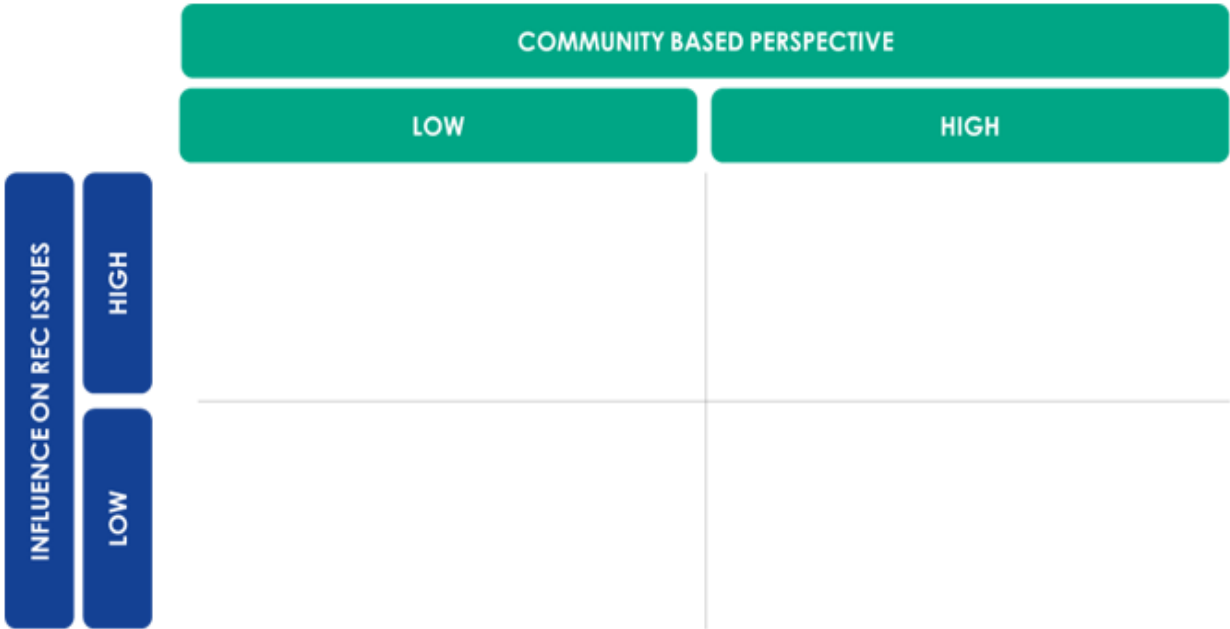 COMMUNITY BASED PERSPECTIVE
LOW
HIGH
INFLUENCE ON REC ISSUES
HIGH
LOW